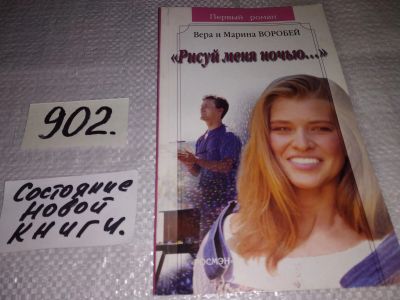 Первый роман
Вера и Марина ВОРОБЕЙ
«Рисуй меня ночью...»
902.
Состояние
новой
книги.
РОСМЭН